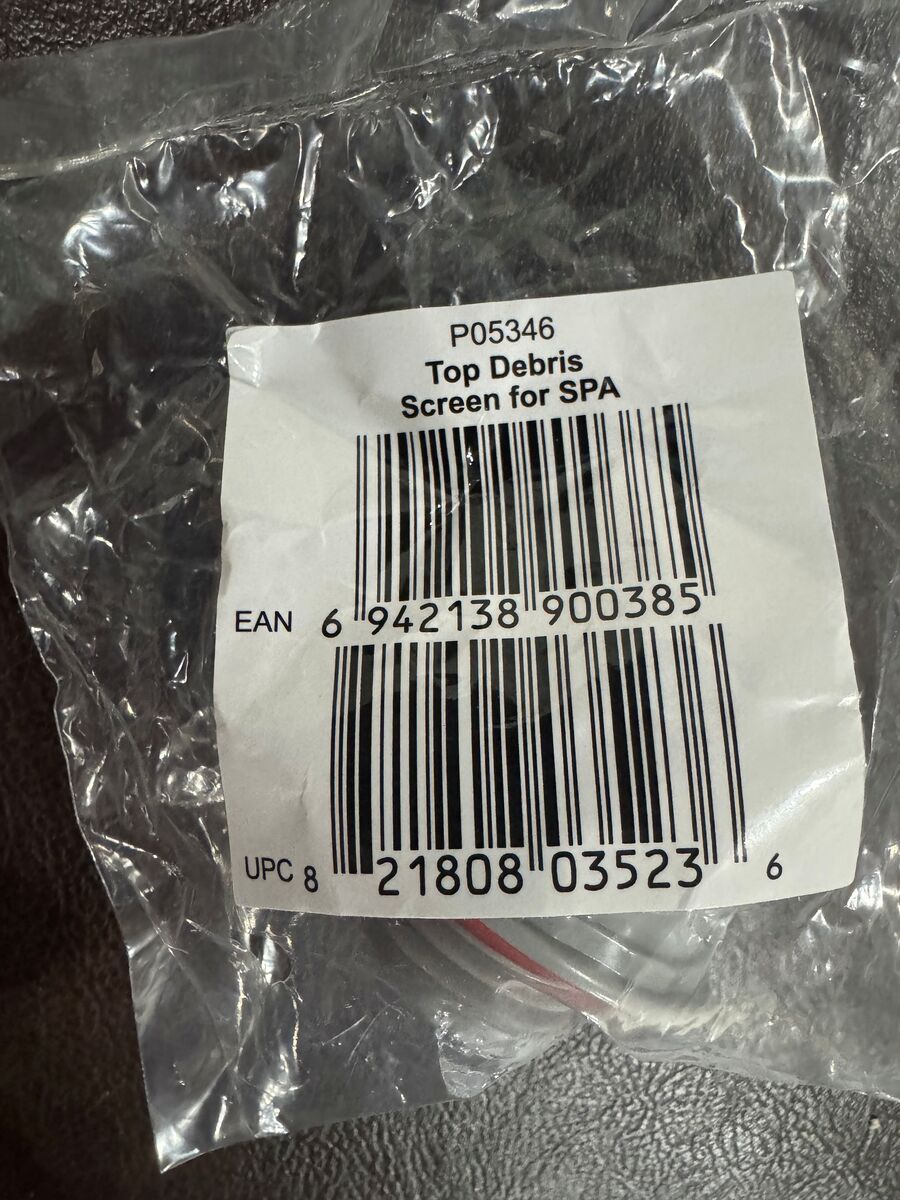 P05346
Top Debris
Screen for SPA
EAN 6 942138 900385
UPC 8 21808 03523 6